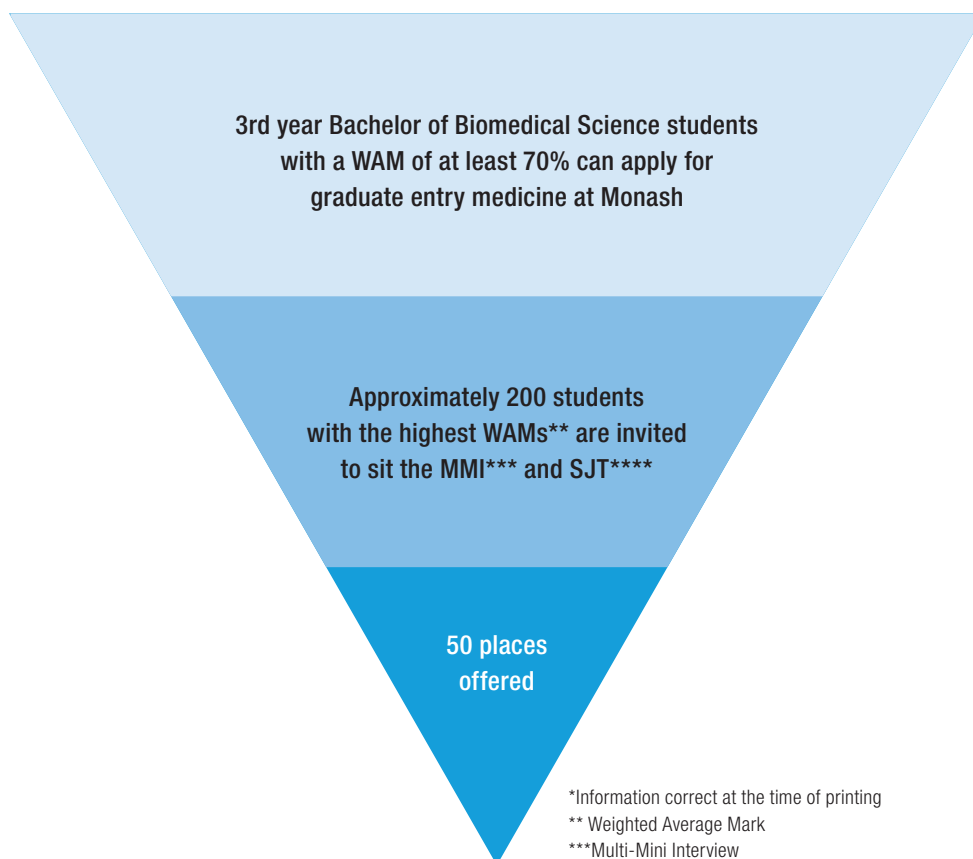 3rd year Bachelor of Biomedical Science students
with a WAM of at least 70% can apply for
graduate entry medicine at Monash
Approximately 200 students
with the highest WAMs** are invited
to sit the MMI*** and SJT****
50 places
offered
*Information correct at the time of printing
** Weighted Average Mark
***Multi-Mini Interview